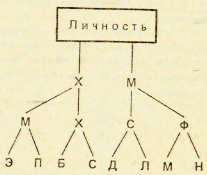 Личность
Х М
М Х С Ф
Э П Б С Д Л М Н